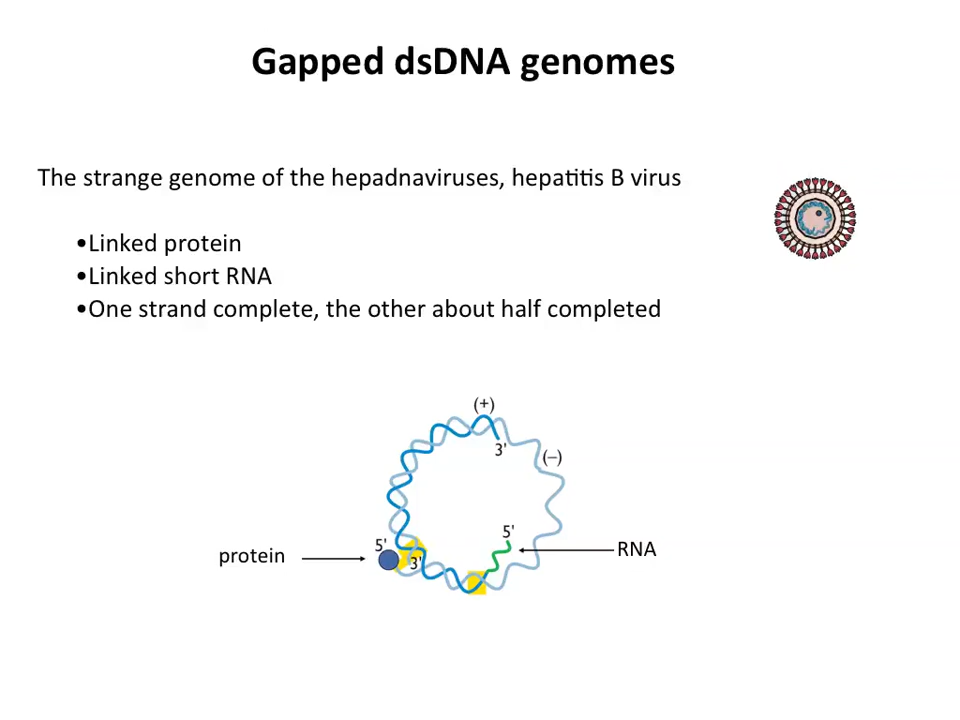 Gapped dsDNA genomes
The strange genome of the hepadnaviruses, hepatitis B virus
•Linked protein
•Linked short RNA
•One strand complete, the other about half completed
(+)
3'
(–)
5'
RNA
5'
protein
3'